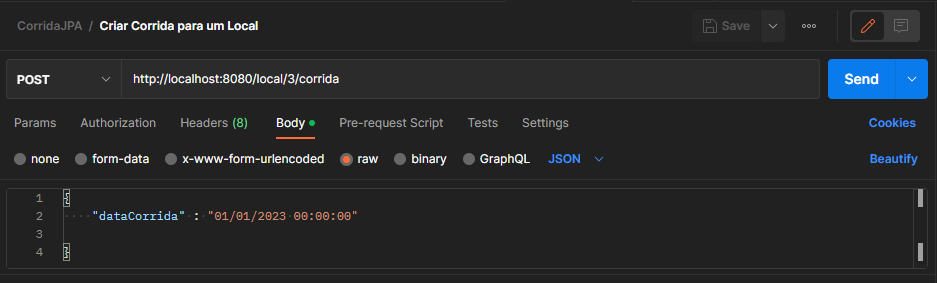 CorridaJPA / Criar Corrida para um Local
Save
POST http://localhost:8080/local/3/corrida Send
Params Authorization Headers (8) Body Pre-request Script Tests Settings Cookies
none form-data x-www-form-urlencoded raw binary GraphQL JSON Beautify
1 {
2 "dataCorrida" : "01/01/2023 00:00:00"
3
4 }